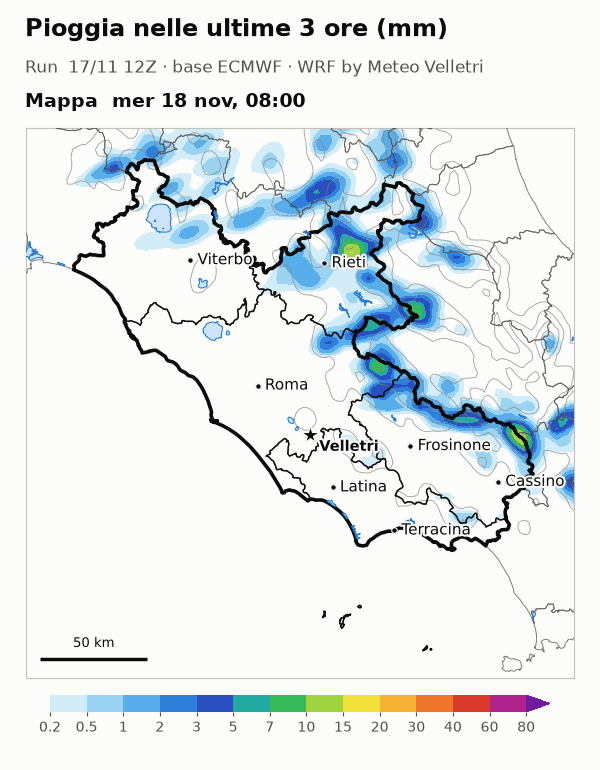 Pioggia nelle ultime 3 ore (mm)
Run  17/11 12Z · base ECMWF · WRF by Meteo Velletri
Mappa  mer 18 nov, 08:00
Viterbo
Rieti
Roma
Velletri
Frosinone
Latina
Cassino
Terracina
50 km
0.2 0.5 1 2 3 5 7 10 15 20 30 40 60 80